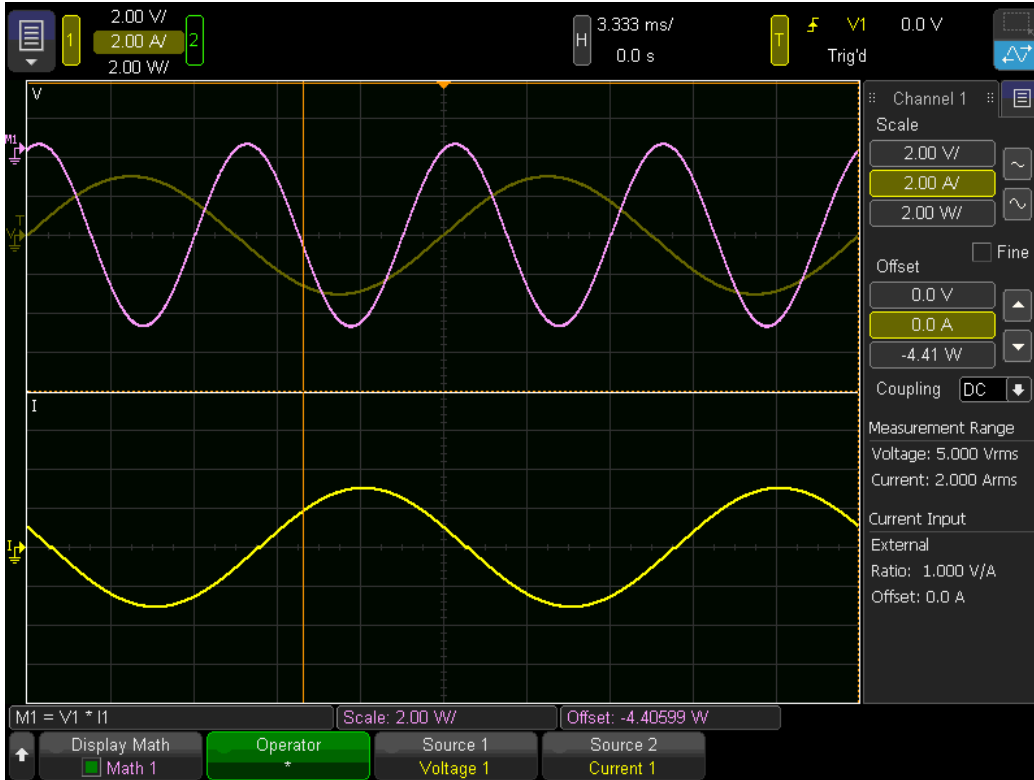 1
2.00 V/
2.00 A/
2.00 W/
2
H
3.333 ms/
0.0 s
T
V1
0.0 V
Trig'd
V
M1
T
V
I
I
Channel 1
Scale
2.00 V/
2.00 A/
2.00 W/
Fine
Offset
0.0 V
0.0 A
-4.41 W
Coupling DC
Measurement Range
Voltage: 5.000 Vrms
Current: 2.000 Arms
Current Input
External
Ratio: 1.000 V/A
Offset: 0.0 A
M1 = V1 * I1
Scale: 2.00 W/
Offset: -4.40599 W
Display Math
Math 1
Operator
*
Source 1
Voltage 1
Source 2
Current 1